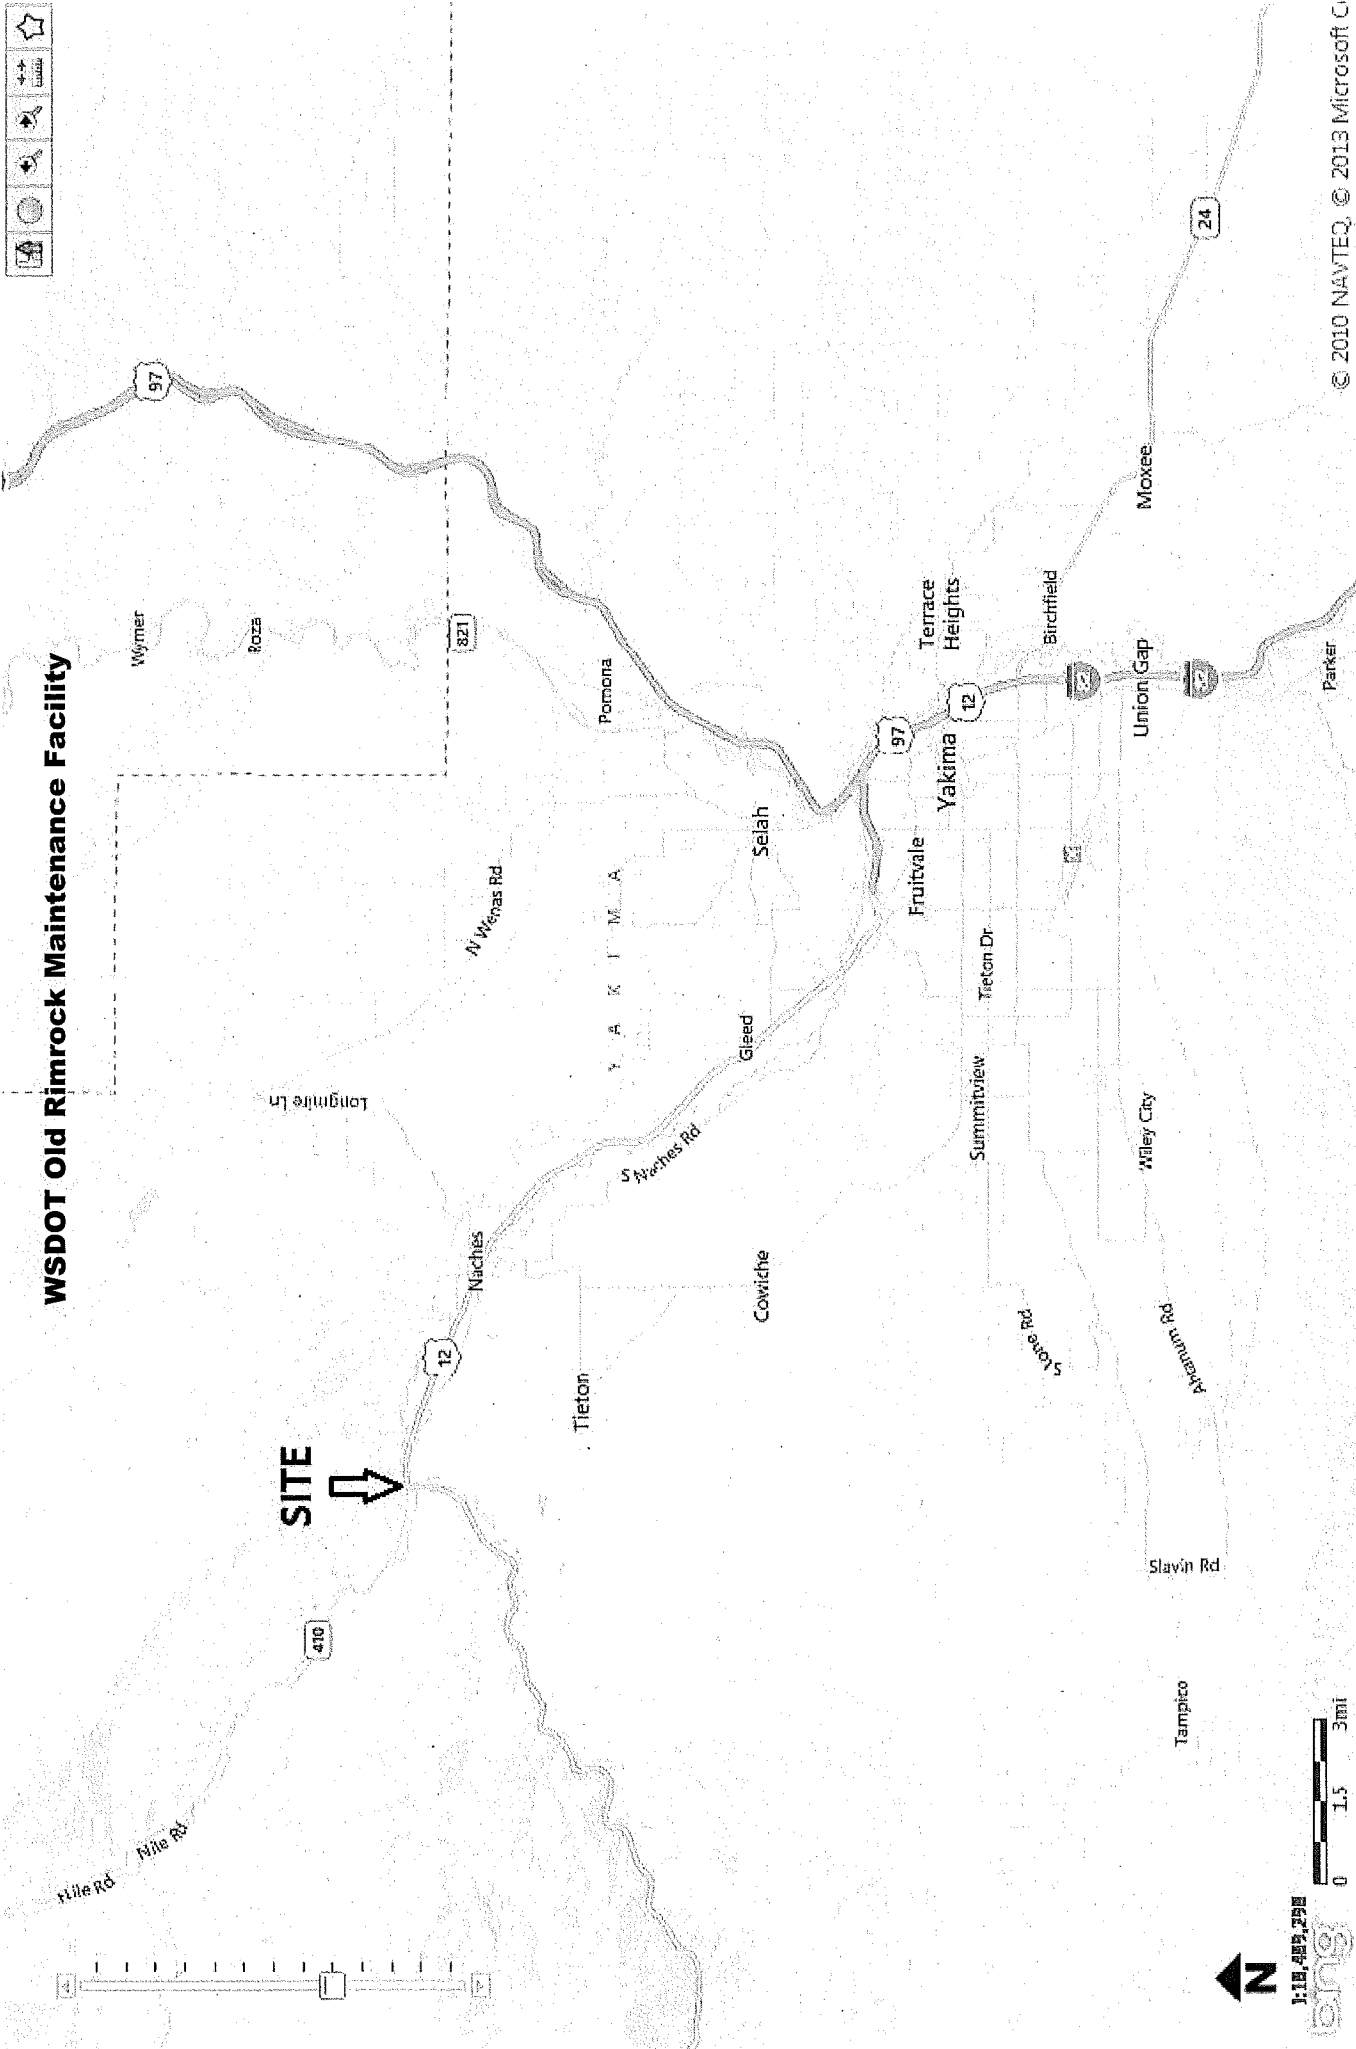 WSDOT Old Rimrock Maintenance Facility
Nile Rd
Nile Rd
410
SITE
12
Naches
Longmire Ln
N Wenas Rd
Wymer
Roza
821
97
Pomona
Y A K I M A
Tieton
S Naches Rd
Gleed
Selah
Cowiche
97
12
Fruitvale
Yakima
Terrace
Heights
Summitview
Tieton Dr
Stone Rd
Birchfield
Moxee
24
Wiley City
Ahtanum Rd
Union Gap
Slavin Rd
Tampico
Parker
N
0 1.5 3mi
© 2010 NAVTEQ, © 2013 Microsoft C